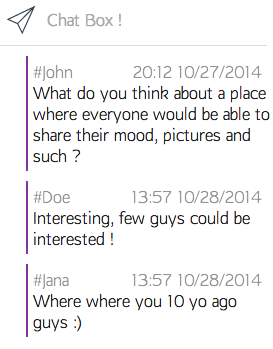 Chat Box !
#John 20:12 10/27/2014
What do you think about a place
where everyone would be able to
share their mood, pictures and
such ?
#Doe 13:57 10/28/2014
Interesting, few guys could be
interested !
#Jana 13:57 10/28/2014
Where where you 10 yo ago
guys :)